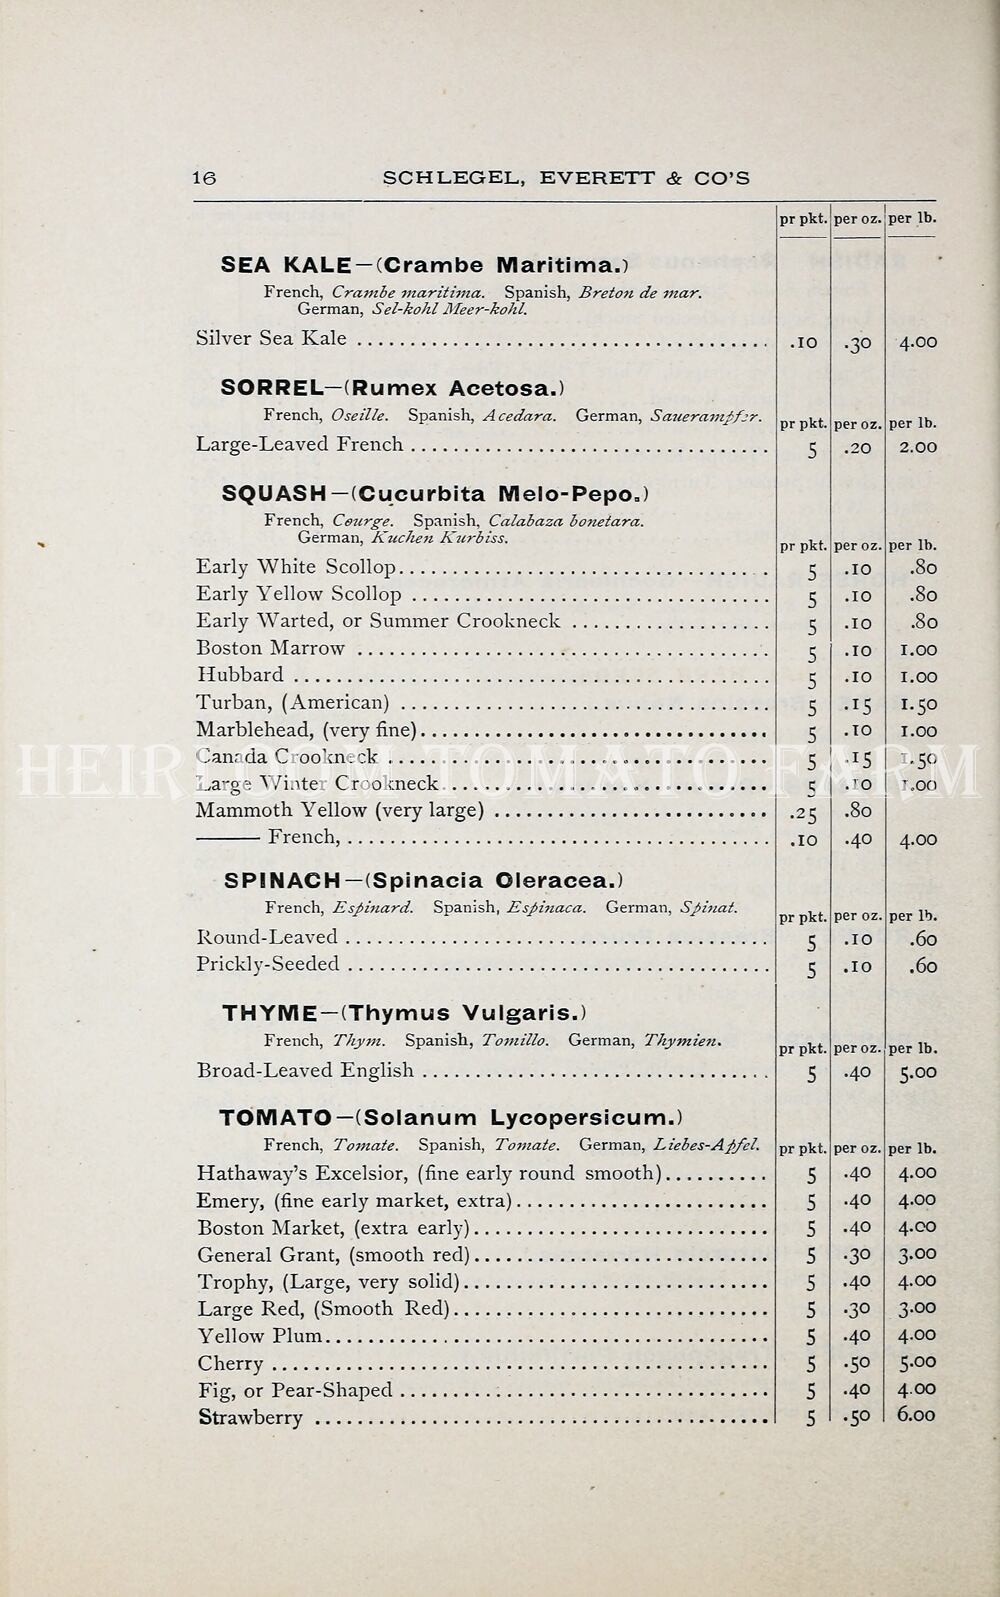 16 SCHLEGEL, EVERETT & CO'S
pr pkt. per oz. per lb.
SEA KALE—(Crambe Maritima.)
French, Crambe maritima. Spanish, Breton de mar.
German, Sel-kohl Meer-kohl.
Silver Sea Kale ........ .10 .30 4.00
SORREL—(Rumex Acetosa.)
French, Oseille. Spanish, Acedara. German, Sauerampfer. pr pkt. per oz. per lb.
Large-Leaved French ........ 5 .20 2.00
SQUASH—(Cucurbita Melo-Pepo.)
French, Courge. Spanish, Calabaza bonetara.
German, Kuchen Kurbiss. pr pkt. per oz. per lb.
Early White Scollop ........ 5 .10 .80
Early Yellow Scollop ........ 5 .10 .80
Early Warted, or Summer Crookneck ........ 5 .10 .80
Boston Marrow ........ 5 .10 1.00
Hubbard ........ 5 .10 1.00
Turban, (American) ........ 5 .15 1.50
Marblehead, (very fine) ........ 5 .10 1.00
HEIRLOOM TOMATO FARM
Canada Crookneck ........ 5 .15 1.50
Large Winter Crookneck ........ 5 .10 1.00
Mammoth Yellow (very large) ........ .25 .80
—— French, ........ .10 .40 4.00
SPINACH—(Spinacia Oleracea.)
French, Espinard. Spanish, Espinaca. German, Spinat. pr pkt. per oz. per lb.
Round-Leaved ........ 5 .10 .60
Prickly-Seeded ........ 5 .10 .60
THYME—(Thymus Vulgaris.)
French, Thym. Spanish, Tomillo. German, Thymien. pr pkt. per oz. per lb.
Broad-Leaved English ........ 5 .40 5.00
TOMATO—(Solanum Lycopersicum.)
French, Tomate. Spanish, Tomate. German, Liebes-Apfel. pr pkt. per oz. per lb.
Hathaway's Excelsior, (fine early round smooth) ........ 5 .40 4.00
Emery, (fine early market, extra) ........ 5 .40 4.00
Boston Market, (extra early) ........ 5 .40 4.00
General Grant, (smooth red) ........ 5 .30 3.00
Trophy, (Large, very solid) ........ 5 .40 4.00
Large Red, (Smooth Red) ........ 5 .30 3.00
Yellow Plum ........ 5 .40 4.00
Cherry ........ 5 .50 5.00
Fig, or Pear-Shaped ........ 5 .40 4.00
Strawberry ........ 5 .50 6.00